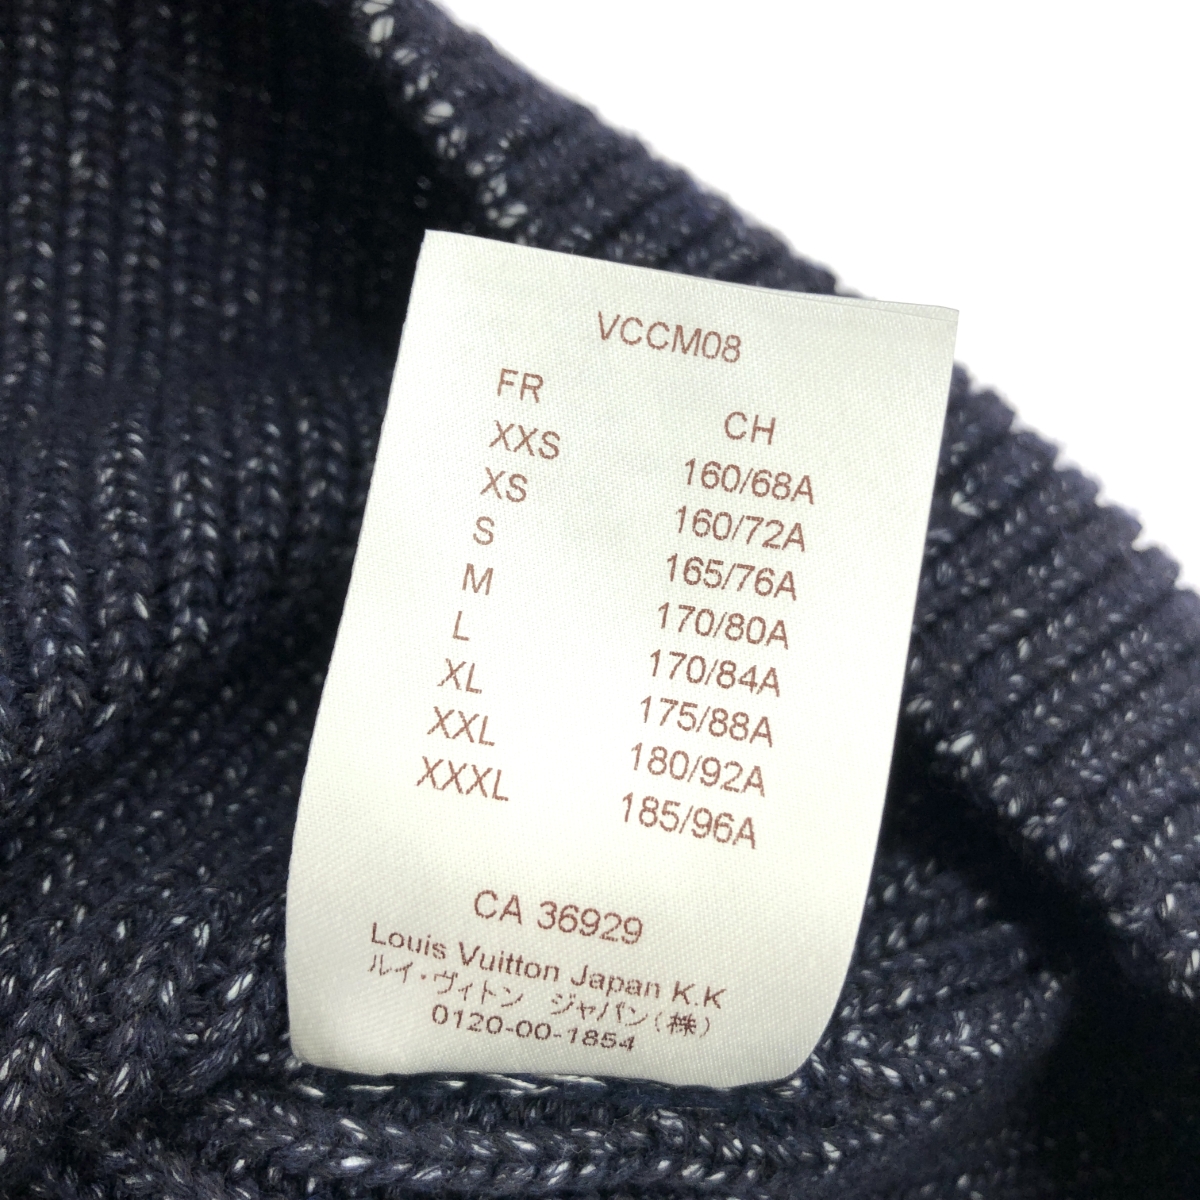 VCCM08
FR CH
XXS 160/68A
XS 160/72A
S 165/76A
M 170/80A
L 170/84A
XL 175/88A
XXL 180/92A
XXXL 185/96A
CA 36929
Louis Vuitton Japan K.K
ルイ・ヴィトン ジャパン(株)
0120-00-1854